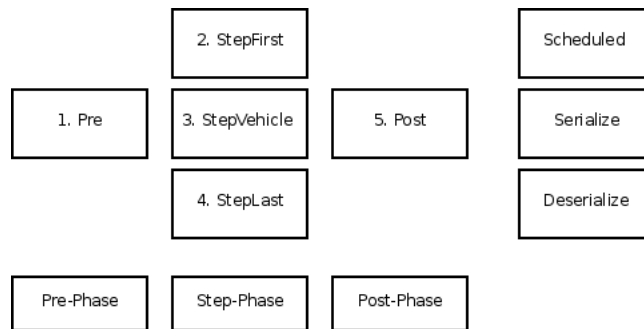 2. StepFirst
Scheduled
1. Pre
3. StepVehicle
5. Post
Serialize
4. StepLast
Deserialize
Pre-Phase
Step-Phase
Post-Phase